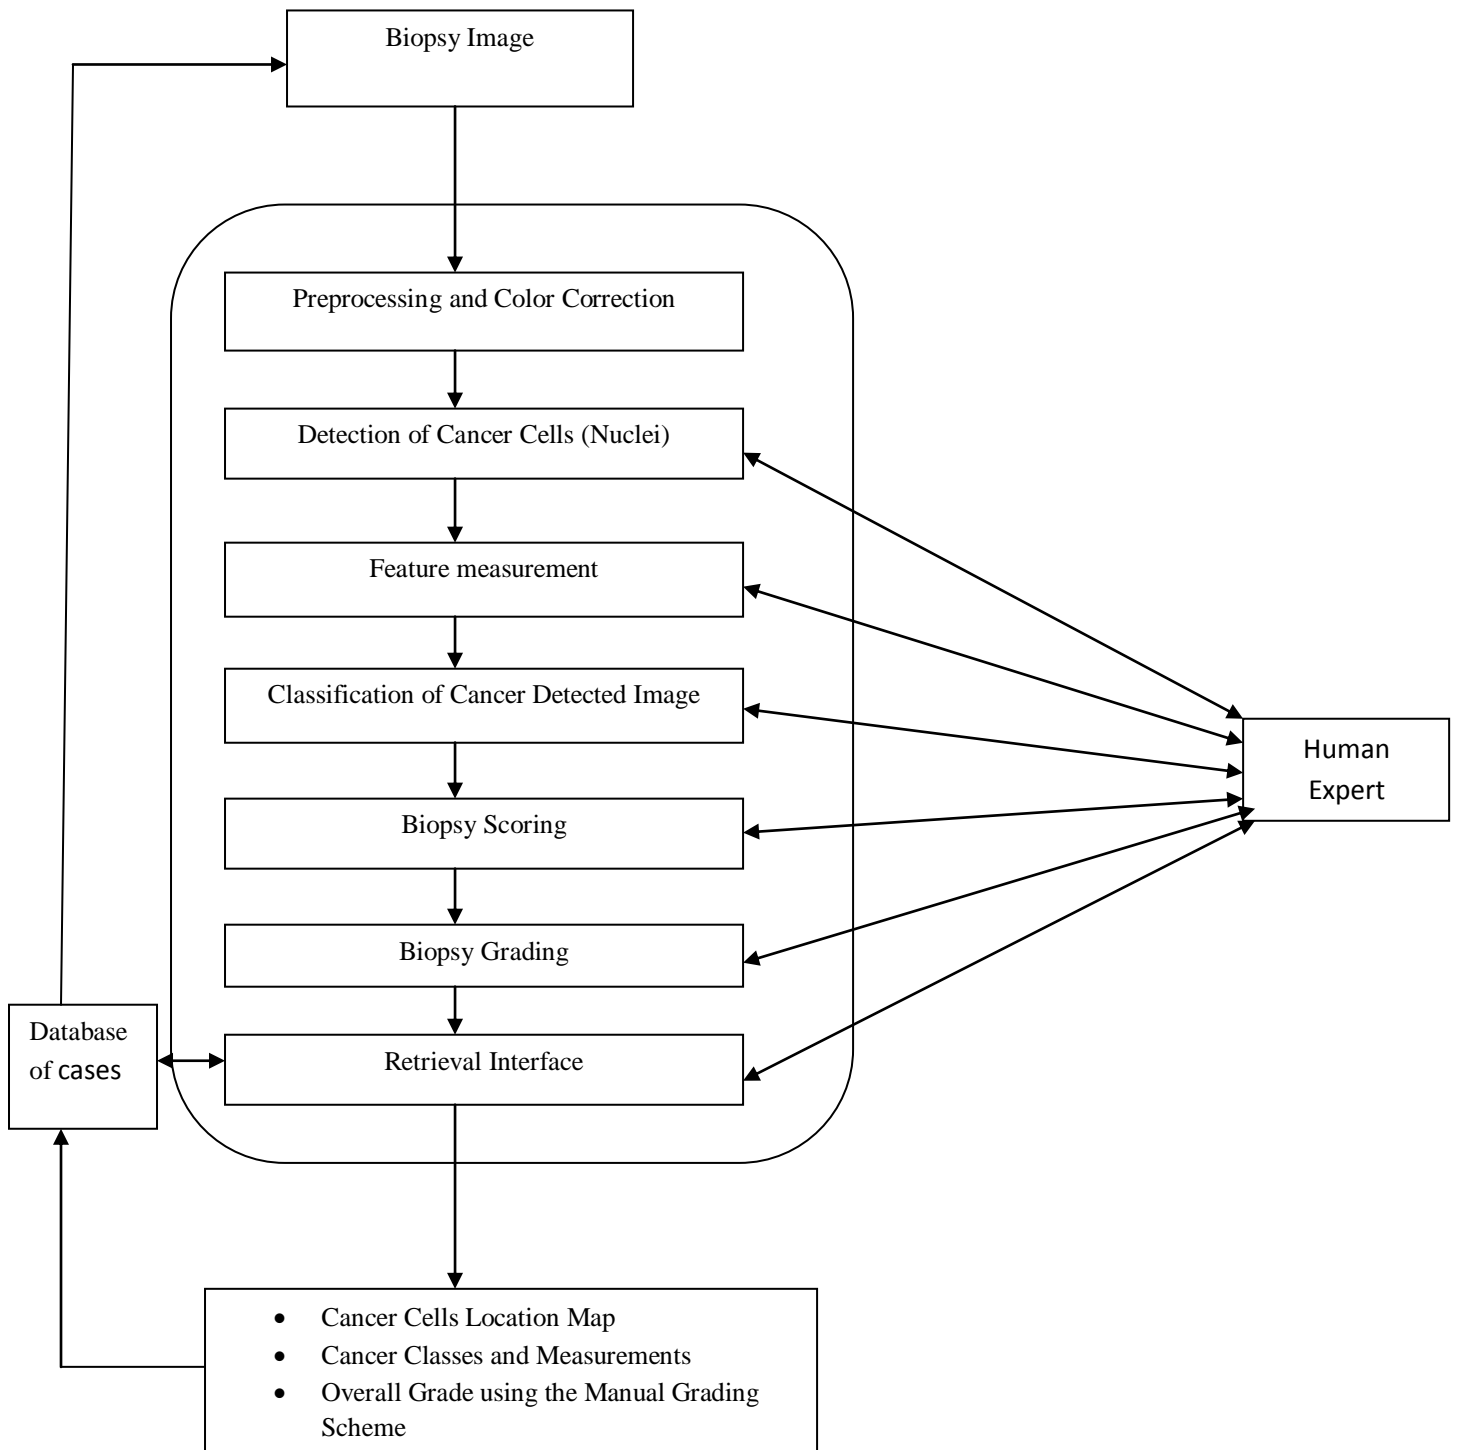 Biopsy Image
Preprocessing and Color Correction
Detection of Cancer Cells (Nuclei)
Feature measurement
Classification of Cancer Detected Image
Human
Expert
Biopsy Scoring
Biopsy Grading
Database
of cases
Retrieval Interface
• Cancer Cells Location Map
• Cancer Classes and Measurements
• Overall Grade using the Manual Grading
Scheme